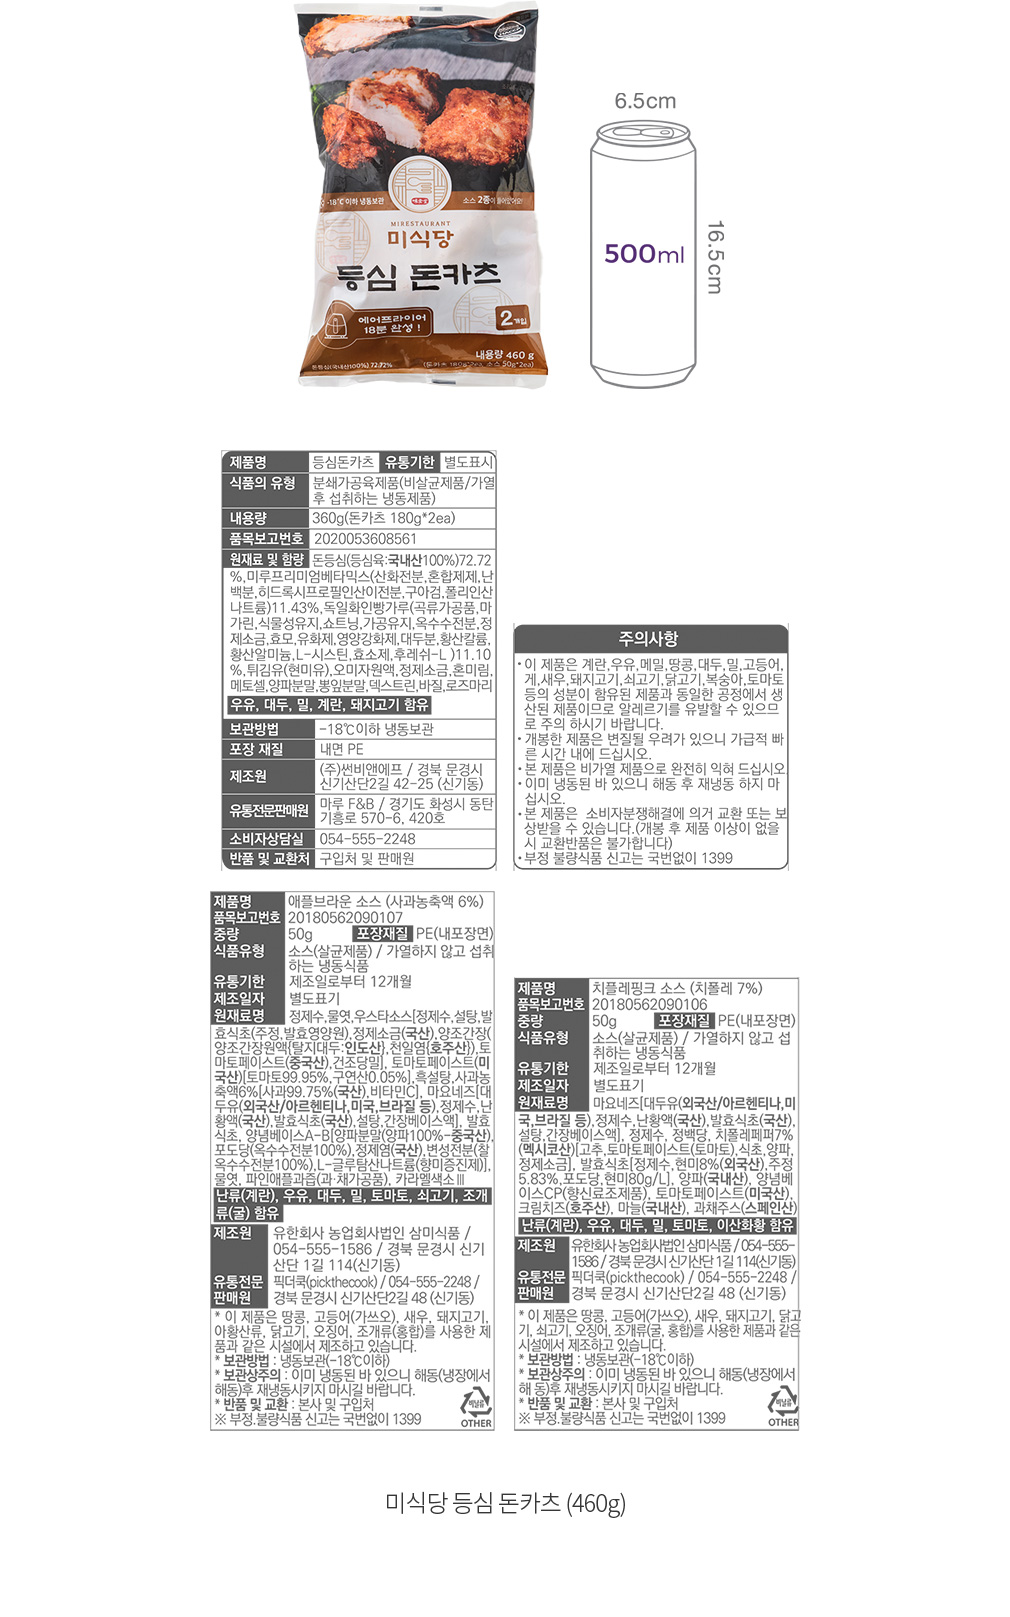 -18℃이하 냉동보관
소스 2종이 들어있어요!
MIRESTAURANT
미식당
등심 돈카츠
에어프라이어
18분 완성!
2개입
내용량 460 g
돈등심(국내산100%) 72.72%
(돈카츠 180g*2ea, 소스 50g*2ea)
6.5cm
500ml
16.5cm
제품명 등심돈카츠 유통기한 별도표시
식품의 유형 분쇄가공육제품(비살균제품/가열
후 섭취하는 냉동제품)
내용량 360g(돈카츠 180g*2ea)
품목보고번호 2020053608561
원재료 및 함량 돈등심(등심육:국내산100%)72.72
%,미루프리미엄베타믹스(산화전분,혼합제제,난
백분,히드록시프로필인산이전분,구아검,폴리인산
나트륨)11.43%,독일화인빵가루(곡류가공품,마
가린,식물성유지,쇼트닝,가공유지,옥수수전분,정
제소금,효모,유화제,영양강화제,대두분,황산칼륨,
황산알미늄,L-시스틴,효소제,후레쉬-L )11.10
%,튀김유(현미유),오미자원액,정제소금,혼미림,
메토셀,양파분말,뽕잎분말,덱스트린,바질,로즈마리
우유, 대두, 밀, 계란, 돼지고기 함유
보관방법 -18℃이하 냉동보관
포장 재질 내면 PE
제조원 (주)썬비앤에프 / 경북 문경시
신기산단2길 42-25 (신기동)
유통전문판매원 마루 F&B / 경기도 화성시 동탄
기흥로 570-6, 420호
소비자상담실 054-555-2248
반품 및 교환처 구입처 및 판매원
주의사항
• 이 제품은 계란,우유,메밀,땅콩,대두,밀,고등어,
게,새우,돼지고기,쇠고기,닭고기,복숭아,토마토
등의 성분이 함유된 제품과 동일한 공정에서 생
산된 제품이므로 알레르기를 유발할 수 있으므
로 주의 하시기 바랍니다.
• 개봉한 제품은 변질될 우려가 있으니 가급적 빠
른 시간 내에 드십시오.
• 본 제품은 비가열 제품으로 완전히 익혀 드십시오.
• 이미 냉동된 바 있으니 해동 후 재냉동 하지 마
십시오.
• 본 제품은 소비자분쟁해결에 의거 교환 또는 보
상받을 수 있습니다.(개봉 후 제품 이상이 없을
시 교환반품은 불가합니다)
• 부정 불량식품 신고는 국번없이 1399
제품명 애플브라운 소스 (사과농축액 6%)
품목보고번호 20180562090107
중량 50g 포장재질 PE(내포장면)
식품유형 소스(살균제품) / 가열하지 않고 섭취
하는 냉동식품
유통기한 제조일로부터 12개월
제조일자 별도표기
원재료명 정제수,물엿,우스타소스[정제수,설탕,발
효식초(주정,발효영양원), 정제소금(국산),양조간장(
양조간장원액{탈지대두:인도산},천일염{호주산}), 토
마토페이스트(중국산),건조당밀], 토마토페이스트(미
국산)[토마토99.95%,구연산0.05%],흑설탕,사과농
축액6%[사과99.75%(국산),비타민C], 마요네즈[대
두유(외국산/아르헨티나,미국,브라질 등),정제수,난
황액(국산),발효식초(국산),설탕,간장베이스액], 발효
식초, 양념베이스A-B[양파분말(양파100%-중국산),
포도당(옥수수전분100%),정제염(국산),변성전분(찰
옥수수전분100%),L-글루탐산나트륨(향미증진제)],
물엿, 파인애플과즙(과·채가공품), 카라멜색소Ⅲ
난류(계란), 우유, 대두, 밀, 토마토, 쇠고기, 조개
류(굴) 함유
제조원 유한회사 농업회사법인 삼미식품 /
054-555-1586 / 경북 문경시 신기
산단 1길 114(신기동)
유통전문 픽더쿡(pickthecook) / 054-555-2248 /
판매원 경북 문경시 신기산단2길 48 (신기동)
* 이 제품은 땅콩, 고등어(가쓰오), 새우, 돼지고기,
아황산류, 닭고기, 오징어, 조개류(홍합)를 사용한 제
품과 같은 시설에서 제조하고 있습니다.
* 보관방법 : 냉동보관(-18℃이하)
* 보관상주의 : 이미 냉동된 바 있으니 해동(냉장에서
해동)후 재냉동시키지 마시길 바랍니다.
* 반품 및 교환 : 본사 및 구입처
※ 부정.불량식품 신고는 국번없이 1399
비닐류
OTHER
제품명 치폴레핑크 소스 (치폴레 7%)
품목보고번호 20180562090106
중량 50g 포장재질 PE(내포장면)
식품유형 소스(살균제품) / 가열하지 않고 섭
취하는 냉동식품
유통기한 제조일로부터 12개월
제조일자 별도표기
원재료명 마요네즈[대두유(외국산/아르헨티나,미
국,브라질 등),정제수,난황액(국산),발효식초(국산),
설탕,간장베이스액], 정제수, 정백당, 치폴레페퍼7%
(멕시코산)[고추,토마토페이스트(토마토),식초,양파,
정제소금], 발효식초[정제수,현미8%(외국산),주정
5.83%,포도당,현미80g/L], 양파(국내산), 양념베
이스CP(향신료조제품), 토마토페이스트(미국산),
크림치즈(호주산), 마늘(국내산), 과채주스(스페인산)
난류(계란), 우유, 대두, 밀, 토마토, 이산화황 함유
제조원 유한회사 농업회사법인 삼미식품 / 054-555-
1586 / 경북 문경시 신기산단 1길 114(신기동)
유통전문 픽더쿡(pickthecook) / 054-555-2248 /
판매원 경북 문경시 신기산단2길 48 (신기동)
* 이 제품은 땅콩, 고등어(가쓰오), 새우, 돼지고기, 닭고
기, 쇠고기, 오징어, 조개류(굴, 홍합)를 사용한 제품과 같은
시설에서 제조하고 있습니다.
* 보관방법 : 냉동보관(-18℃이하)
* 보관상주의 : 이미 냉동된 바 있으니 해동(냉장에서
해 동)후 재냉동시키지 마시길 바랍니다.
* 반품 및 교환 : 본사 및 구입처
※ 부정.불량식품 신고는 국번없이 1399
비닐류
OTHER
미식당 등심 돈카츠 (460g)